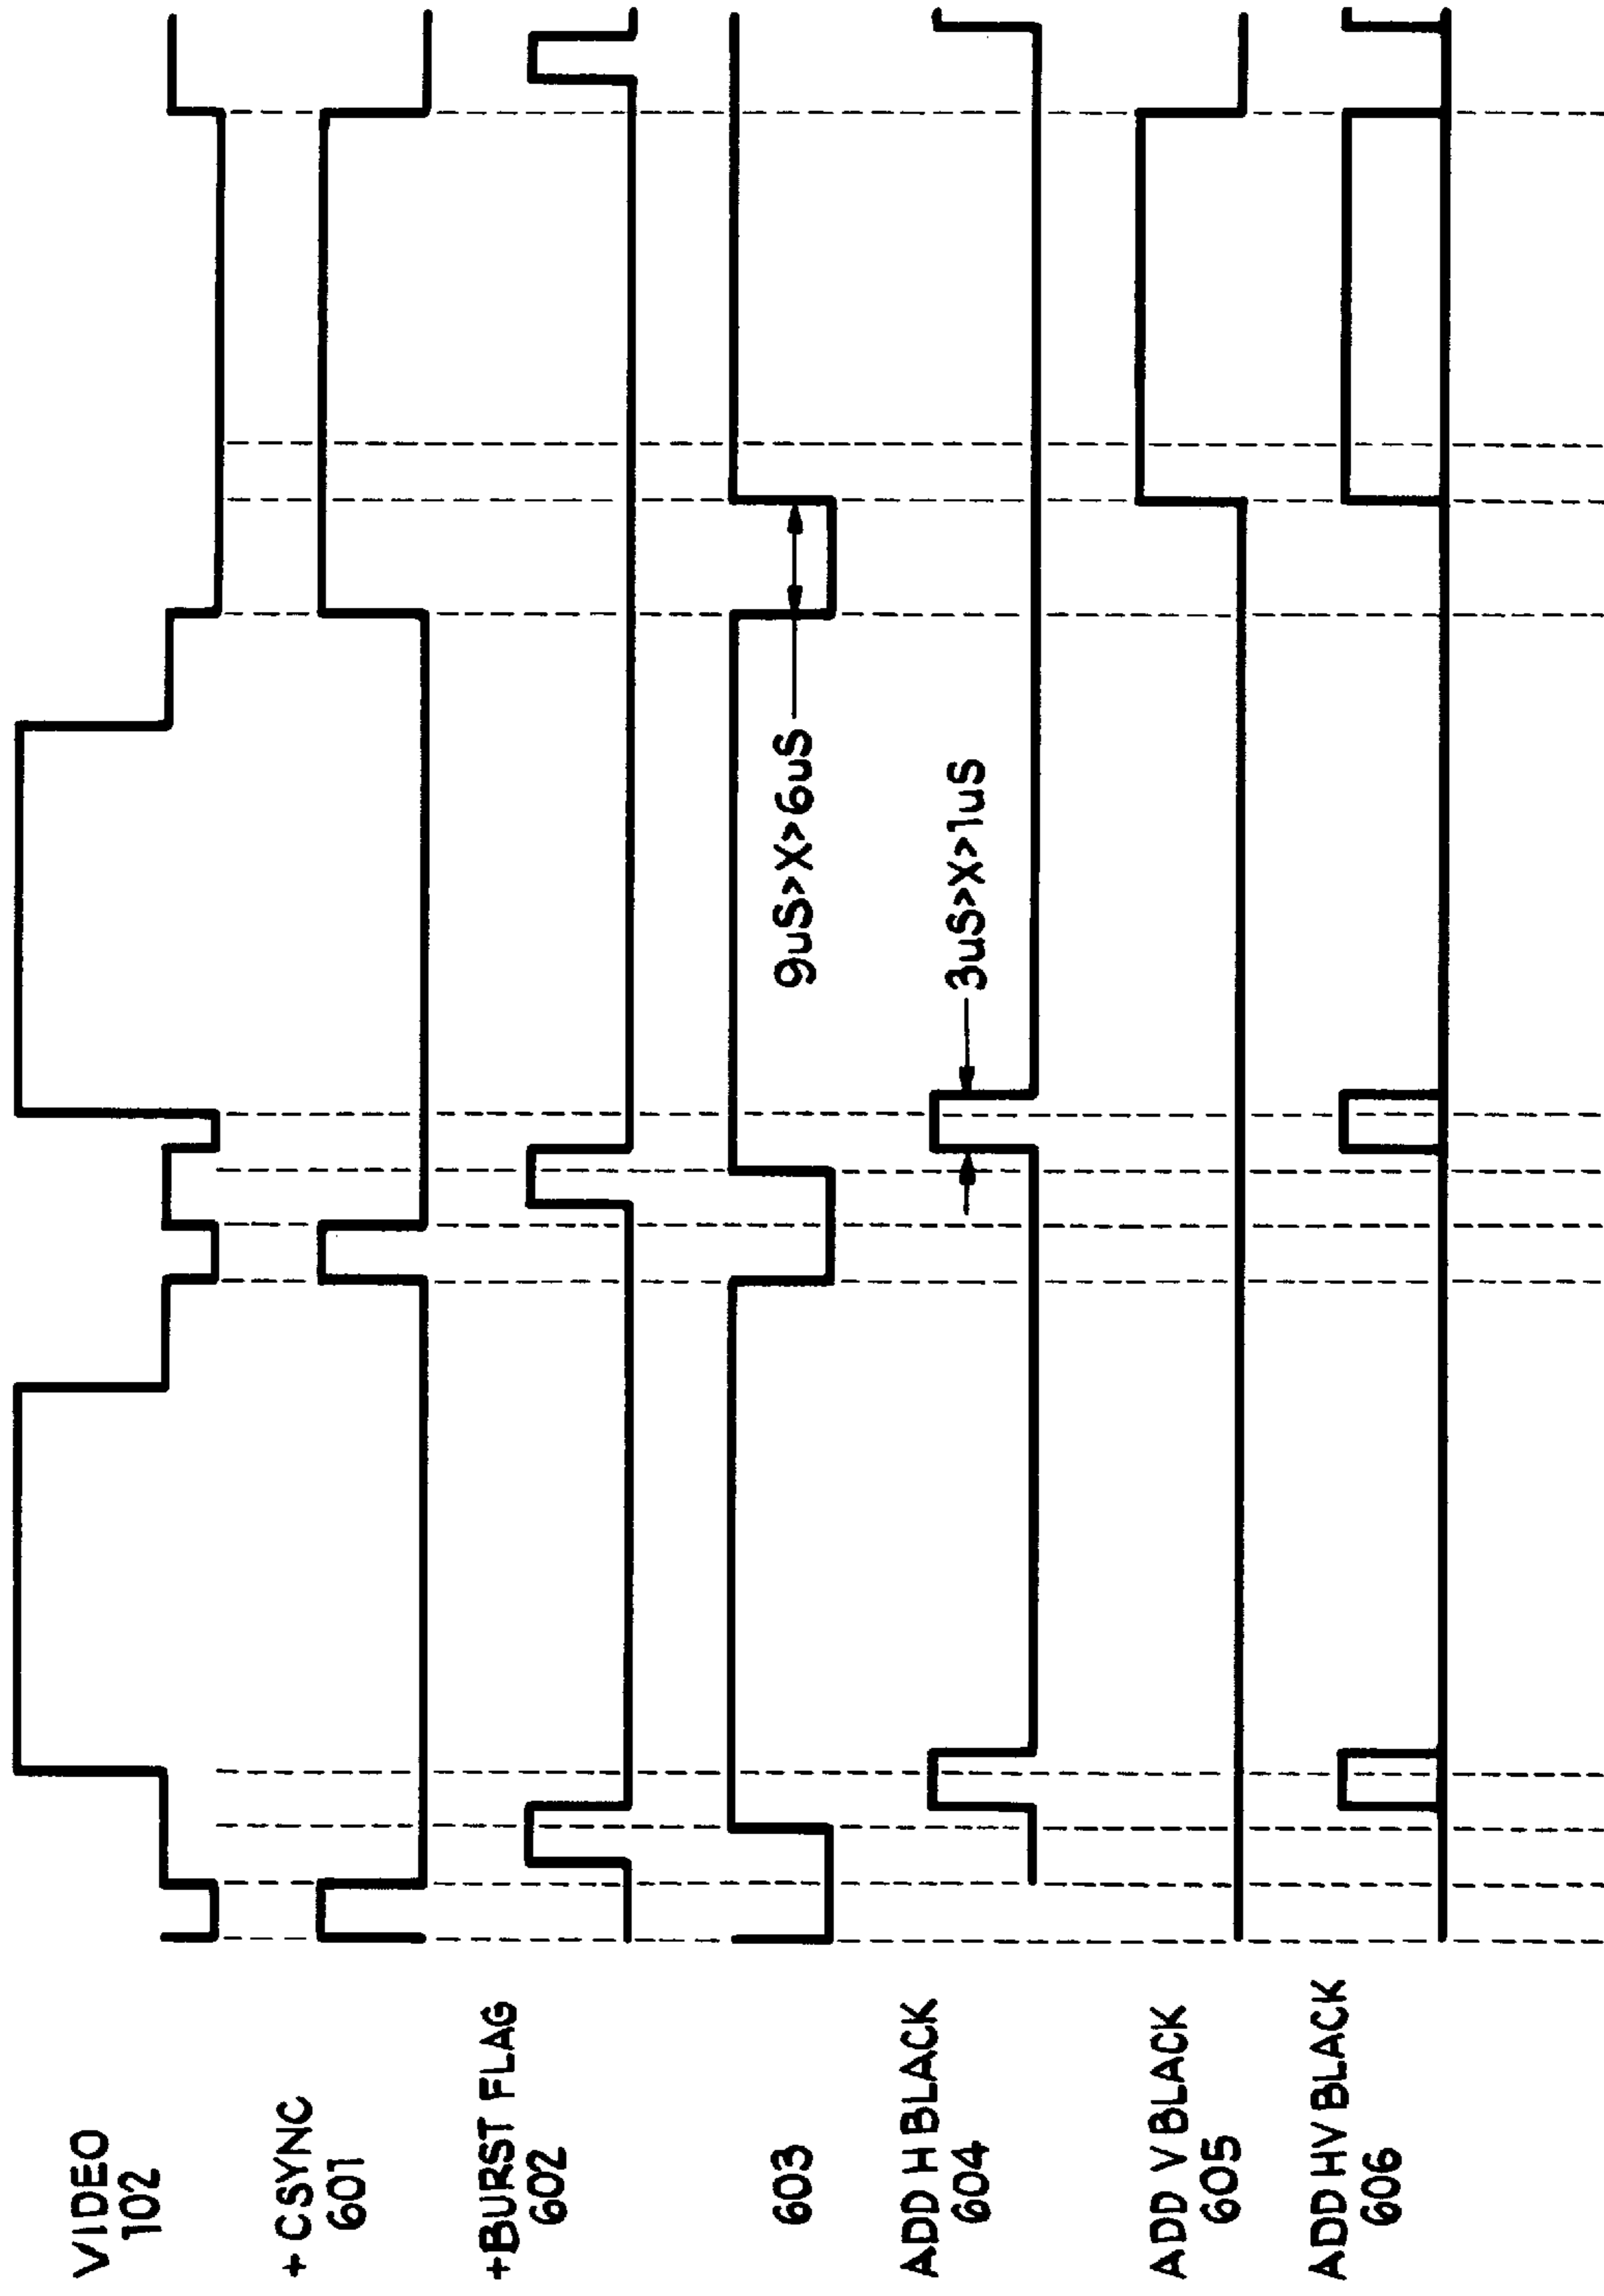 VIDEO
102
+CSYNC
601
+BURST FLAG
602
603
9uS>X>6uS
ADD H BLACK
604
3uS>X>1uS
ADD V BLACK
605
ADD HV BLACK
606